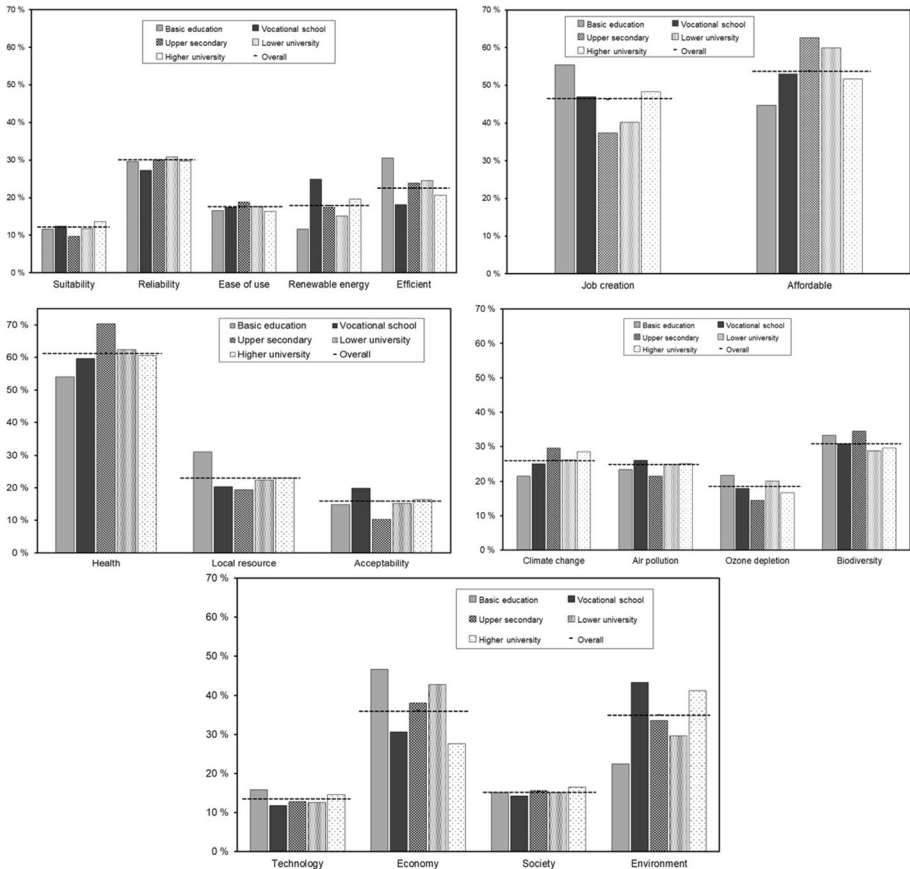 Basic education Vocational school
Upper secondary Lower university
Higher university Overall
70 %
60 %
50 %
40 %
30 %
20 %
10 %
0 %
Suitability Reliability Ease of use Renewable energy Efficient
Basic education Vocational school
Upper secondary Lower university
Higher university Overall
70 %
60 %
50 %
40 %
30 %
20 %
10 %
0 %
Job creation Affordable
Basic education Vocational school
Upper secondary Lower university
Higher university Overall
70 %
60 %
50 %
40 %
30 %
20 %
10 %
0 %
Health Local resource Acceptability
Basic education Vocational school
Upper secondary Lower university
Higher university Overall
70 %
60 %
50 %
40 %
30 %
20 %
10 %
0 %
Climate change Air pollution Ozone depletion Biodiversity
Basic education Vocational school
Upper secondary Lower university
Higher university Overall
70 %
60 %
50 %
40 %
30 %
20 %
10 %
0 %
Technology Economy Society Environment